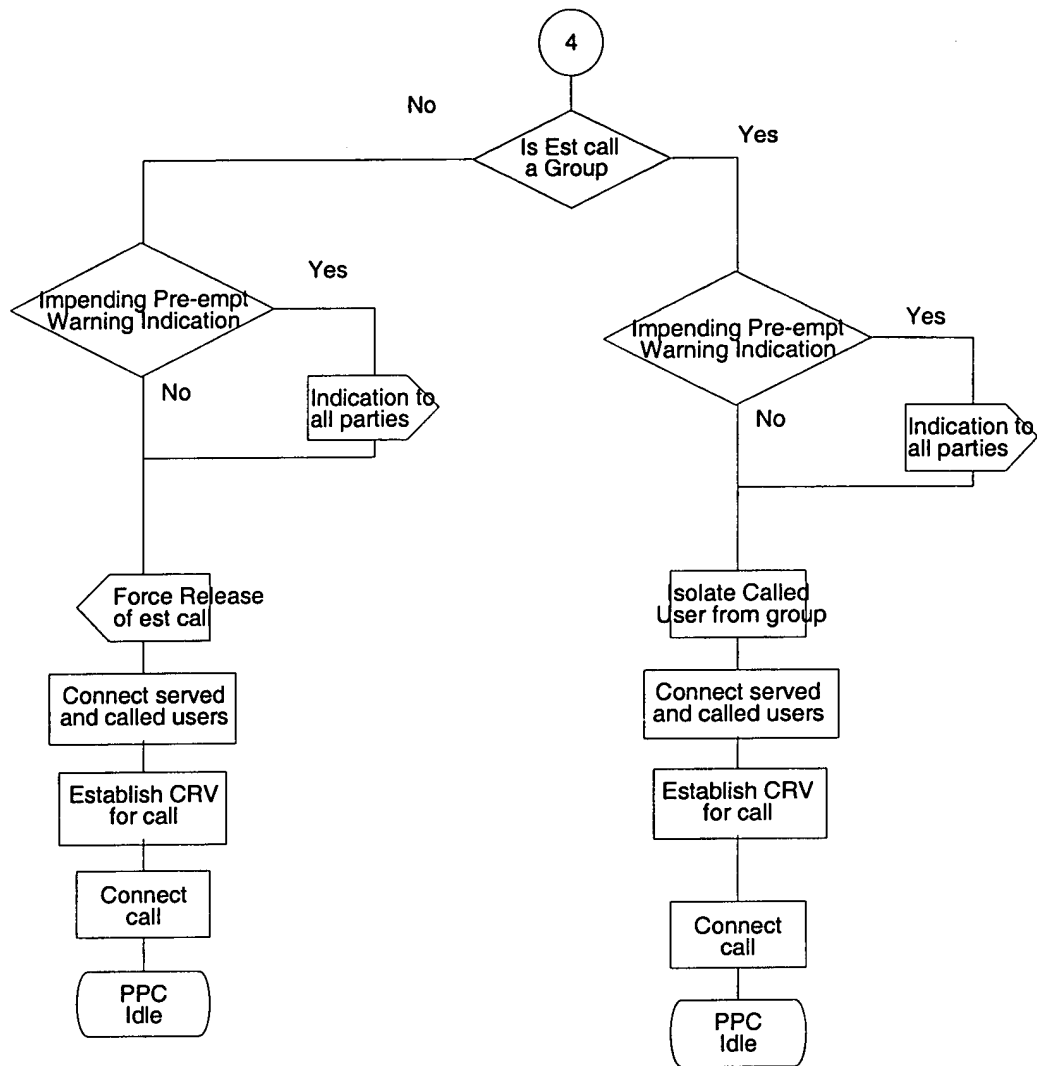 4
No
Yes
Is Est call
a Group
Yes
Impending Pre-empt
Warning Indication
No
Indication to
all parties
Yes
Impending Pre-empt
Warning Indication
No
Indication to
all parties
Force Release
of est call
Connect served
and called users
Establish CRV
for call
Connect
call
PPC
Idle
Isolate Called
User from group
Connect served
and called users
Establish CRV
for call
Connect
call
PPC
Idle